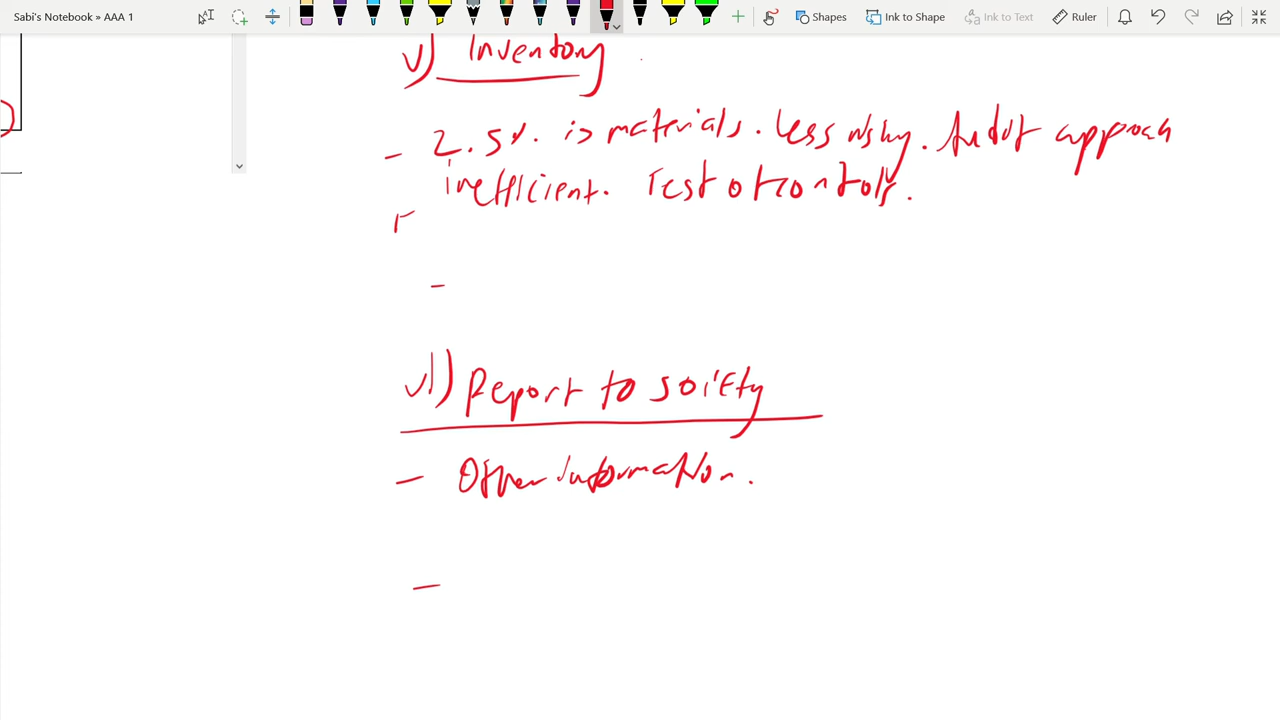 Sabi's Notebook » AAA 1
Shapes
Ink to Shape
Ink to Text
Ruler
v) Inventory
- 2.5%. is materials. Less risky. Audit approach
inefficient. Test of controls.
-
vi) Report to soiety
- Other information.
-